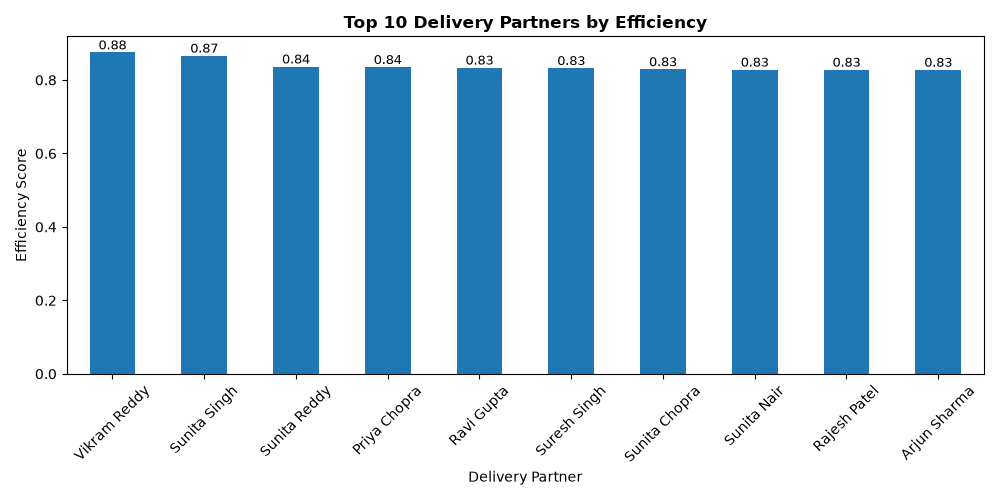 Top 10 Delivery Partners by Efficiency
0.88 0.87 0.84 0.84 0.83 0.83 0.83 0.83 0.83 0.83
Efficiency Score
0.8
0.6
0.4
0.2
0.0
Vikram Reddy
Sunita Singh
Sunita Reddy
Priya Chopra
Ravi Gupta
Suresh Singh
Sunita Chopra
Sunita Nair
Rajesh Patel
Arjun Sharma
Delivery Partner